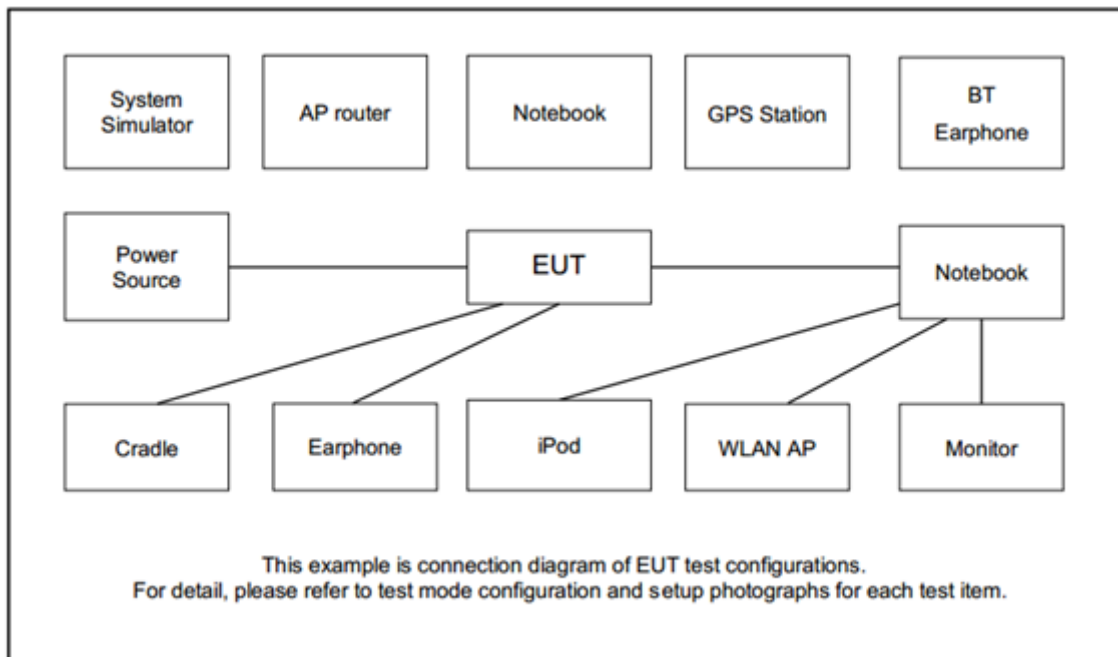 System
Simulator
AP router
Notebook
GPS Station
BT
Earphone
Power
Source
EUT
Notebook
Cradle
Earphone
iPod
WLAN AP
Monitor
This example is connection diagram of EUT test configurations.
For detail, please refer to test mode configuration and setup photographs for each test item.